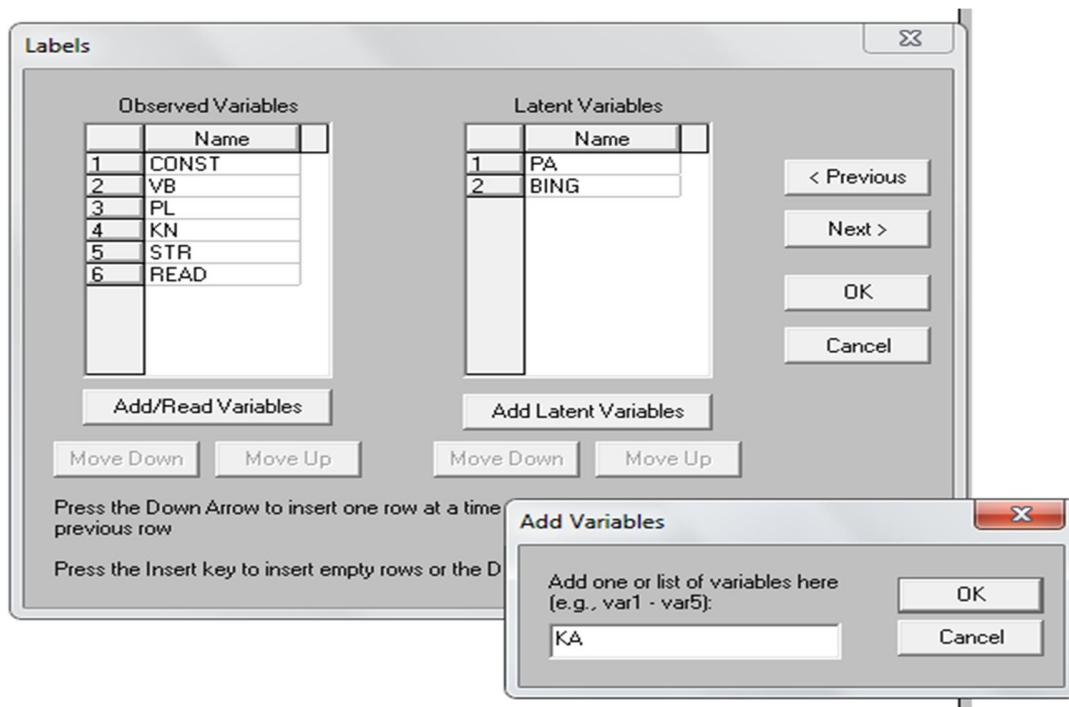 Labels
Observed Variables
Name
1 CONST
2 VB
3 PL
4 KN
5 STR
6 READ
Add/Read Variables
Move Down Move Up
Latent Variables
Name
1 PA
2 BING
Add Latent Variables
Move Down Move Up
< Previous
Next >
OK
Cancel
Press the Down Arrow to insert one row at a time
previous row
Press the Insert key to insert empty rows or the D
Add Variables
Add one or list of variables here
(e.g., var1 - var5):
KA
OK
Cancel